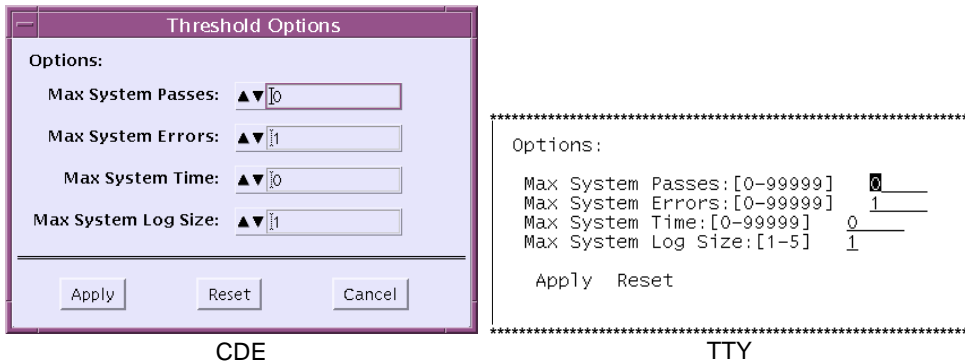 Threshold Options
Options:
Max System Passes: ▲▼ 0
Max System Errors: ▲▼ 1
Max System Time: ▲▼ 0
Max System Log Size: ▲▼ 1
Apply Reset Cancel
CDE
Options:
Max System Passes:[0-99999] 0
Max System Errors:[0-99999] 1
Max System Time:[0-99999] 0
Max System Log Size:[1-5] 1
Apply Reset
TTY